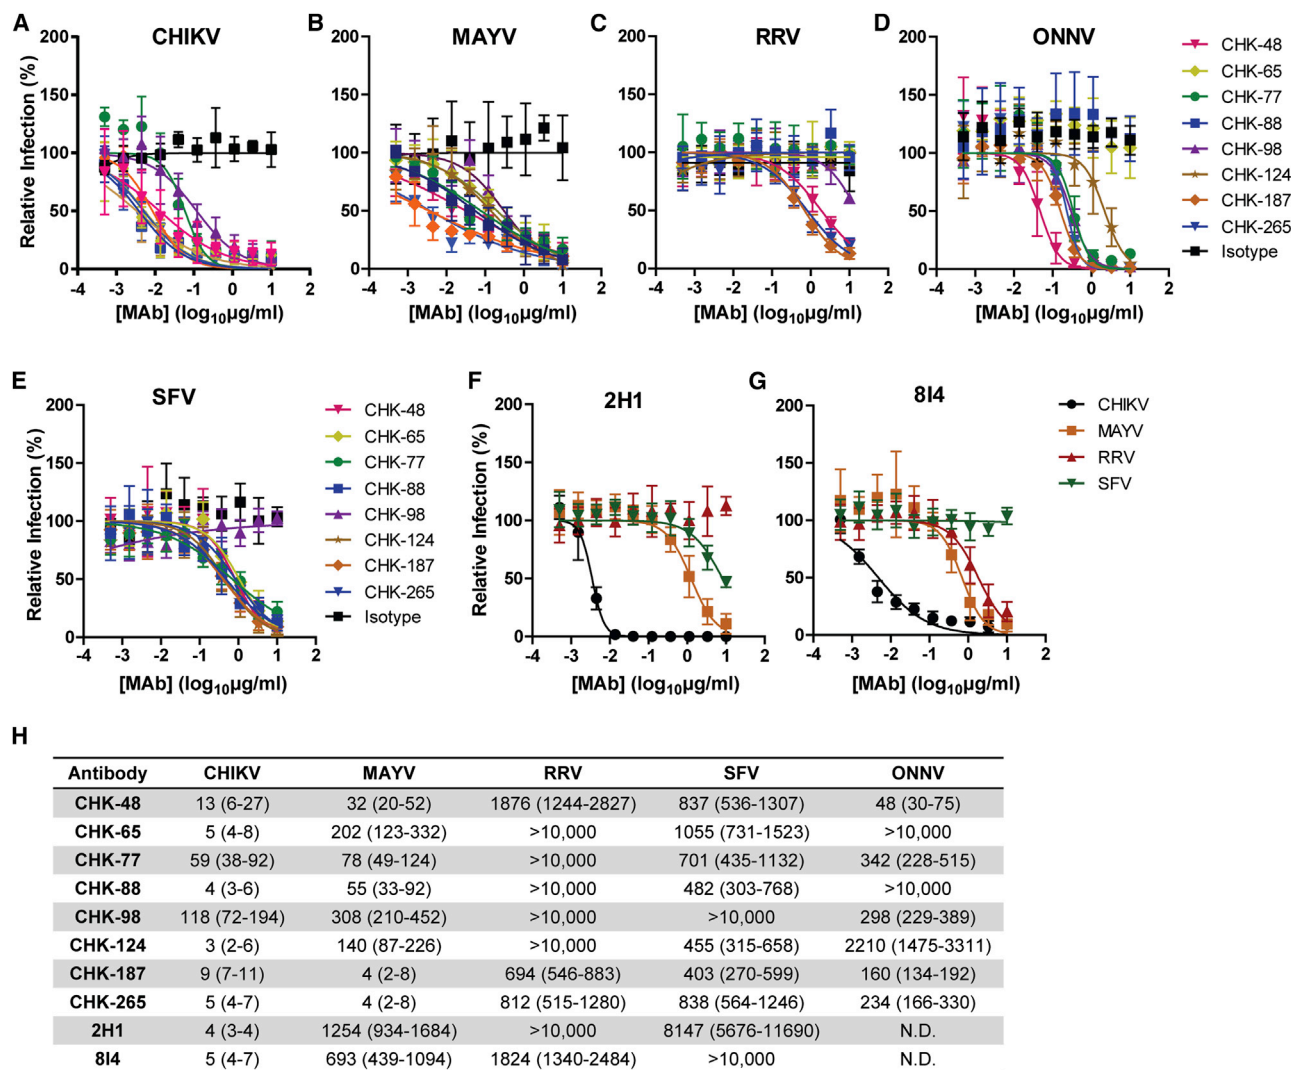 A
CHIKV
200
150
100
50
0
-4 -3 -2 -1 0 1 2
Relative Infection (%)
[MAb] (log10µg/ml)
B
MAYV
200
150
100
50
0
-4 -3 -2 -1 0 1 2
[MAb] (log10µg/ml)
C
RRV
200
150
100
50
0
-4 -3 -2 -1 0 1 2
[MAb] (log10µg/ml)
D
ONNV
200
150
100
50
0
-4 -3 -2 -1 0 1 2
[MAb] (log10µg/ml)
CHK-48
CHK-65
CHK-77
CHK-88
CHK-98
CHK-124
CHK-187
CHK-265
Isotype
E
SFV
200
150
100
50
0
-4 -3 -2 -1 0 1 2
Relative Infection (%)
[MAb] (log10µg/ml)
CHK-48
CHK-65
CHK-77
CHK-88
CHK-98
CHK-124
CHK-187
CHK-265
Isotype
F
2H1
200
150
100
50
0
-4 -3 -2 -1 0 1 2
Relative Infection (%)
[MAb] (log10µg/ml)
G
8I4
200
150
100
50
0
-4 -3 -2 -1 0 1 2
[MAb] (log10µg/ml)
CHIKV
MAYV
RRV
SFV
H
Antibody CHIKV MAYV RRV SFV ONNV
CHK-48 13 (6-27) 32 (20-52) 1876 (1244-2827) 837 (536-1307) 48 (30-75)
CHK-65 5 (4-8) 202 (123-332) >10,000 1055 (731-1523) >10,000
CHK-77 59 (38-92) 78 (49-124) >10,000 701 (435-1132) 342 (228-515)
CHK-88 4 (3-6) 55 (33-92) >10,000 482 (303-768) >10,000
CHK-98 118 (72-194) 308 (210-452) >10,000 >10,000 298 (229-389)
CHK-124 3 (2-6) 140 (87-226) >10,000 455 (315-658) 2210 (1475-3311)
CHK-187 9 (7-11) 4 (2-8) 694 (546-883) 403 (270-599) 160 (134-192)
CHK-265 5 (4-7) 4 (2-8) 812 (515-1280) 838 (564-1246) 234 (166-330)
2H1 4 (3-4) 1254 (934-1684) >10,000 8147 (5676-11690) N.D.
8I4 5 (4-7) 693 (439-1094) 1824 (1340-2484) >10,000 N.D.